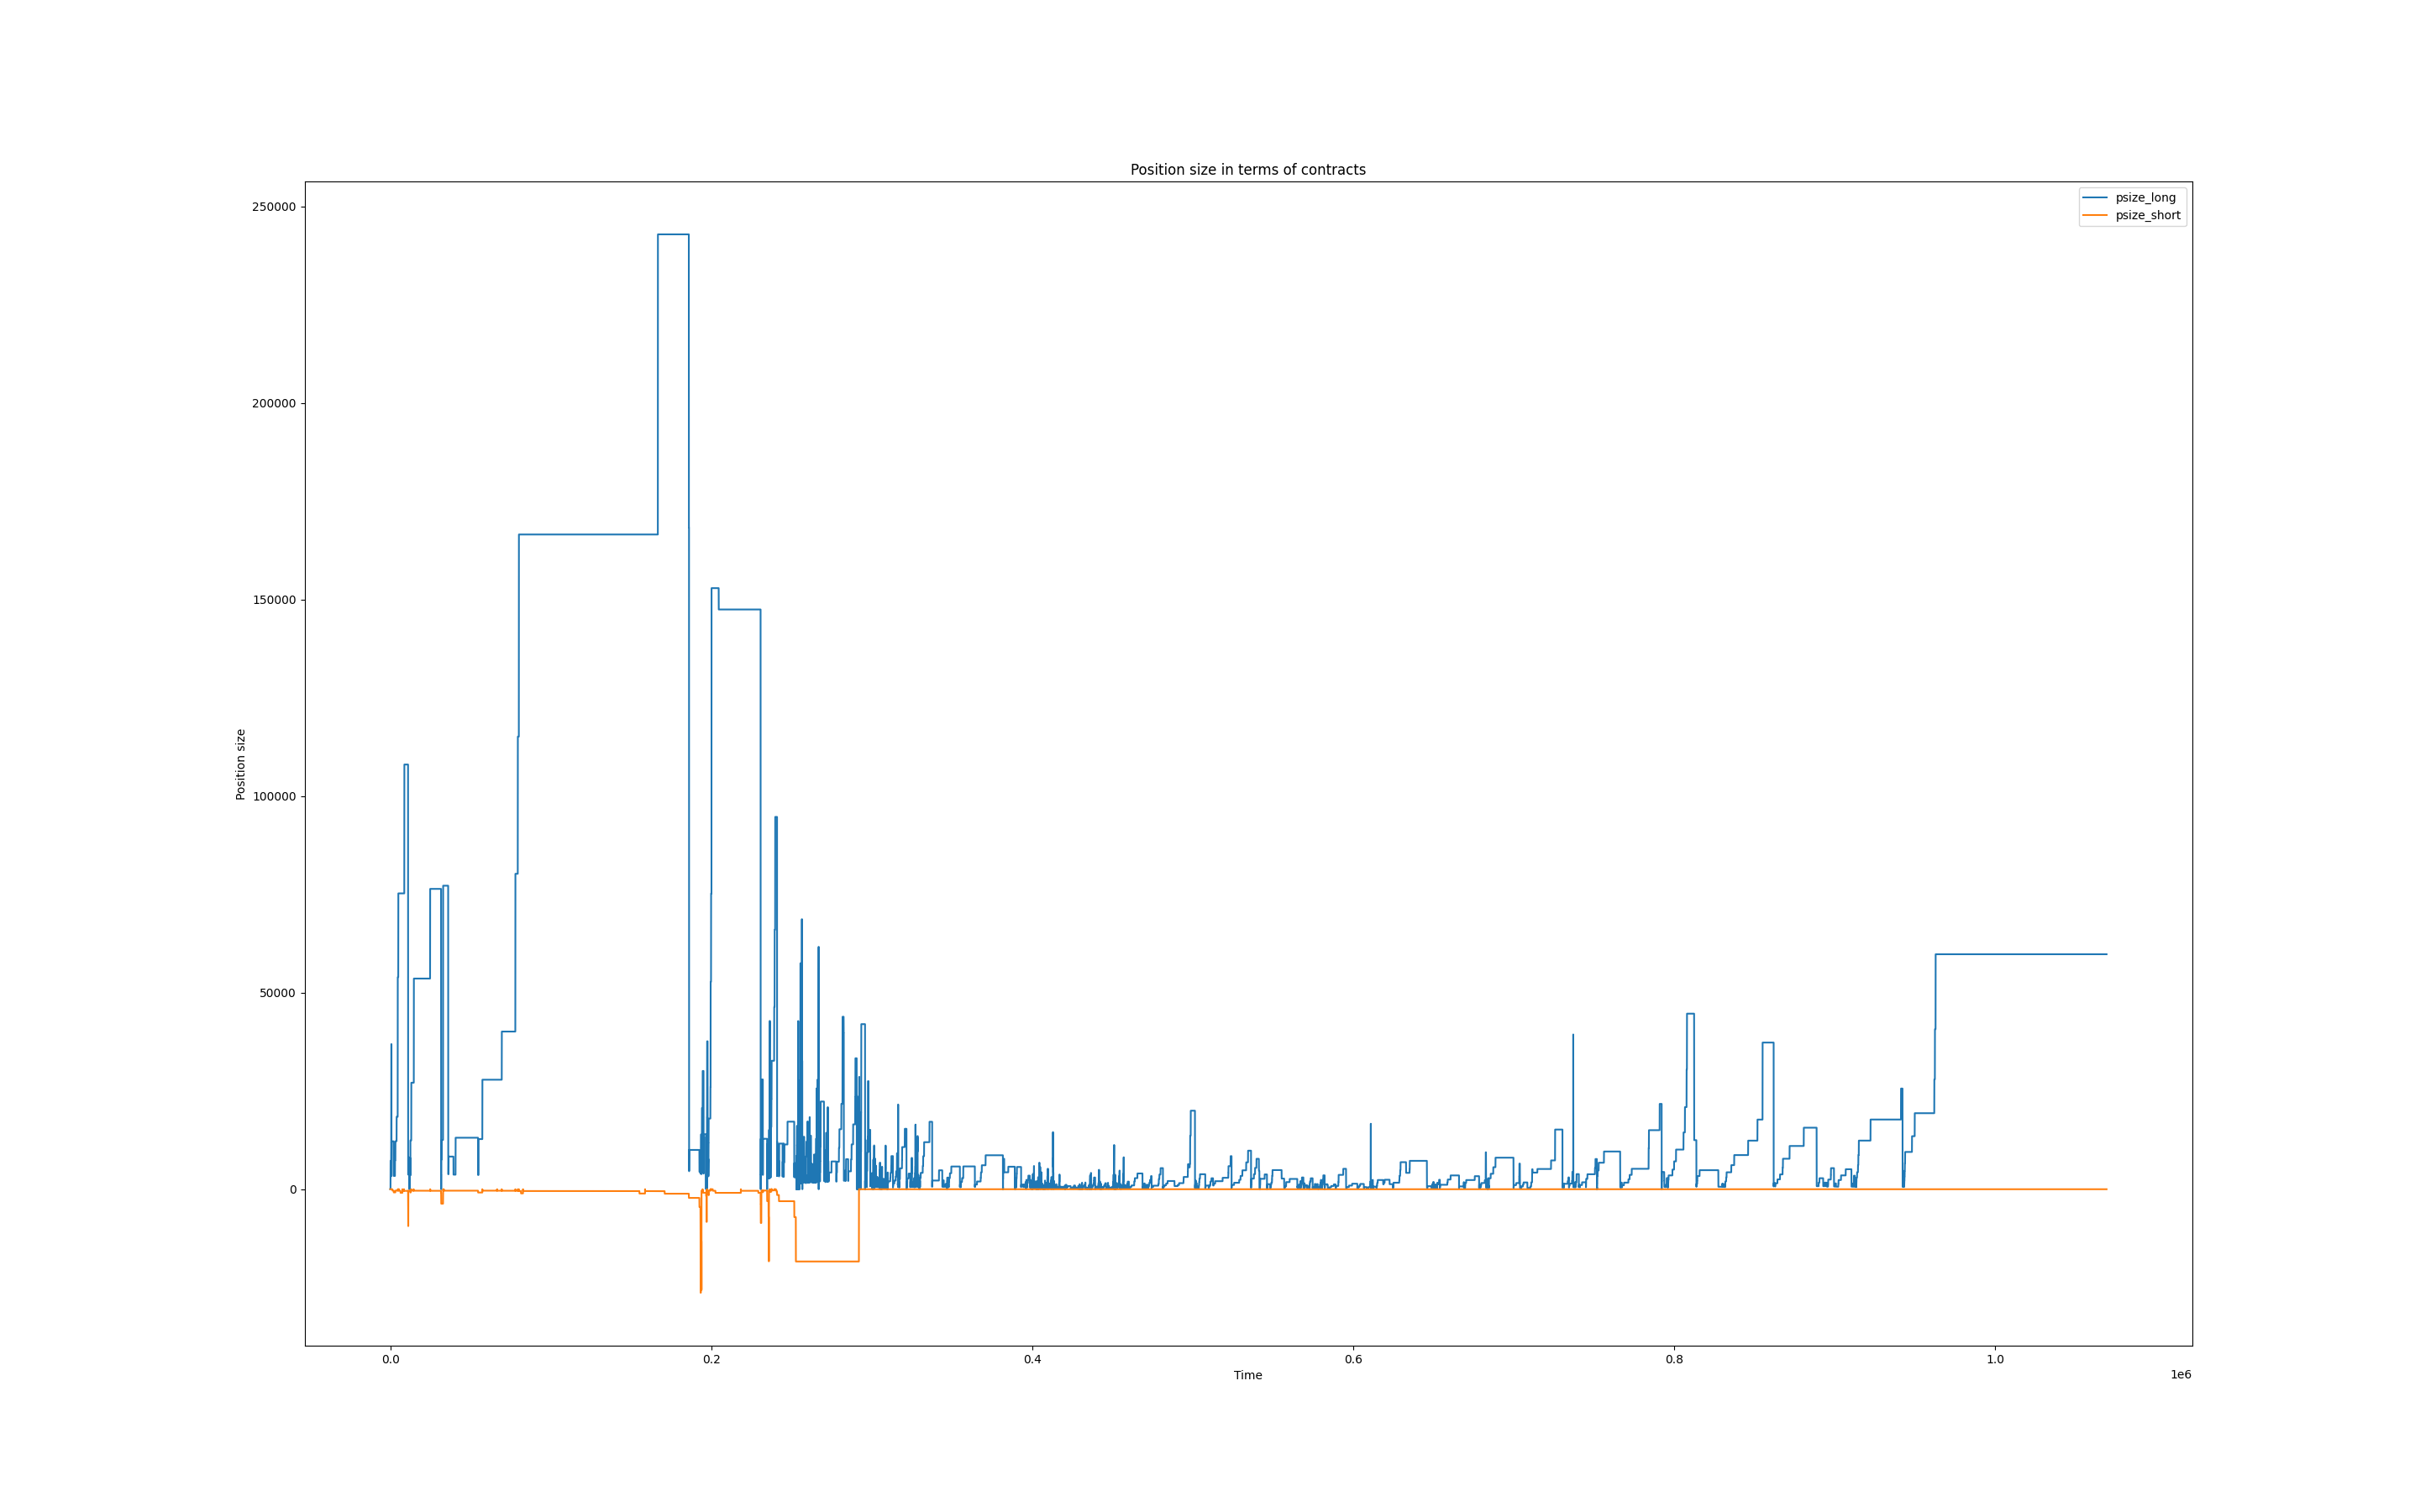 Position size in terms of contracts
psize_long
psize_short
Position size
250000
200000
150000
100000
50000
0
0.0
0.2
0.4
0.6
0.8
1.0
Time
1e6